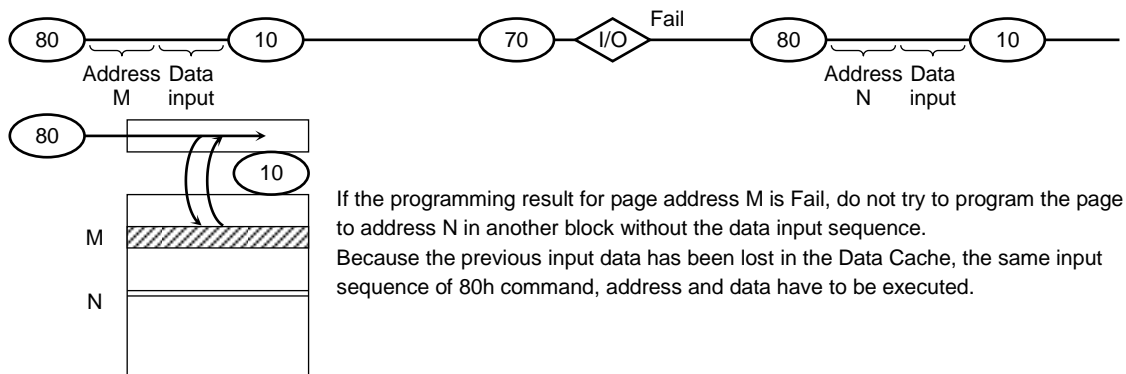 Fail
80 10 70 I/O 80 10
Address Data Address Data
M input N input
80
10
If the programming result for page address M is Fail, do not try to program the page
M
to address N in another block without the data input sequence.
Because the previous input data has been lost in the Data Cache, the same input
N
sequence of 80h command, address and data have to be executed.